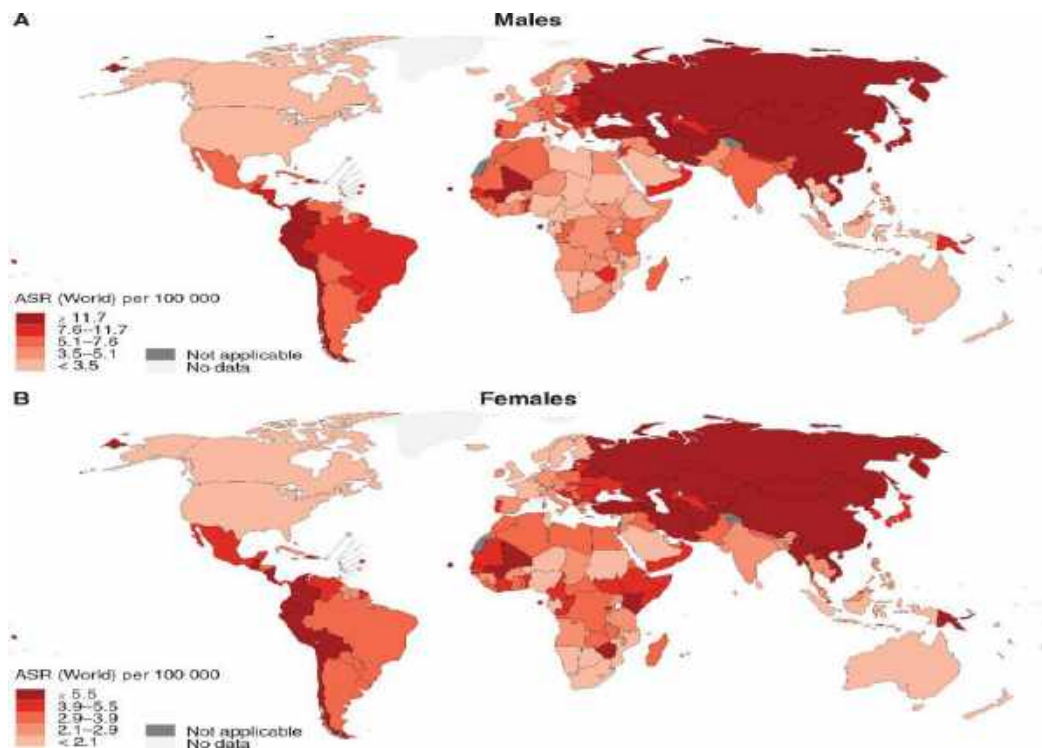 A Males
ASR (World) per 100 000
≥ 11.7
7.6–11.7
5.1–7.6
3.5–5.1
< 3.5
Not applicable
No data
B Females
ASR (World) per 100 000
≥ 5.5
3.9–5.5
2.9–3.9
2.1–2.9
< 2.1
Not applicable
No data